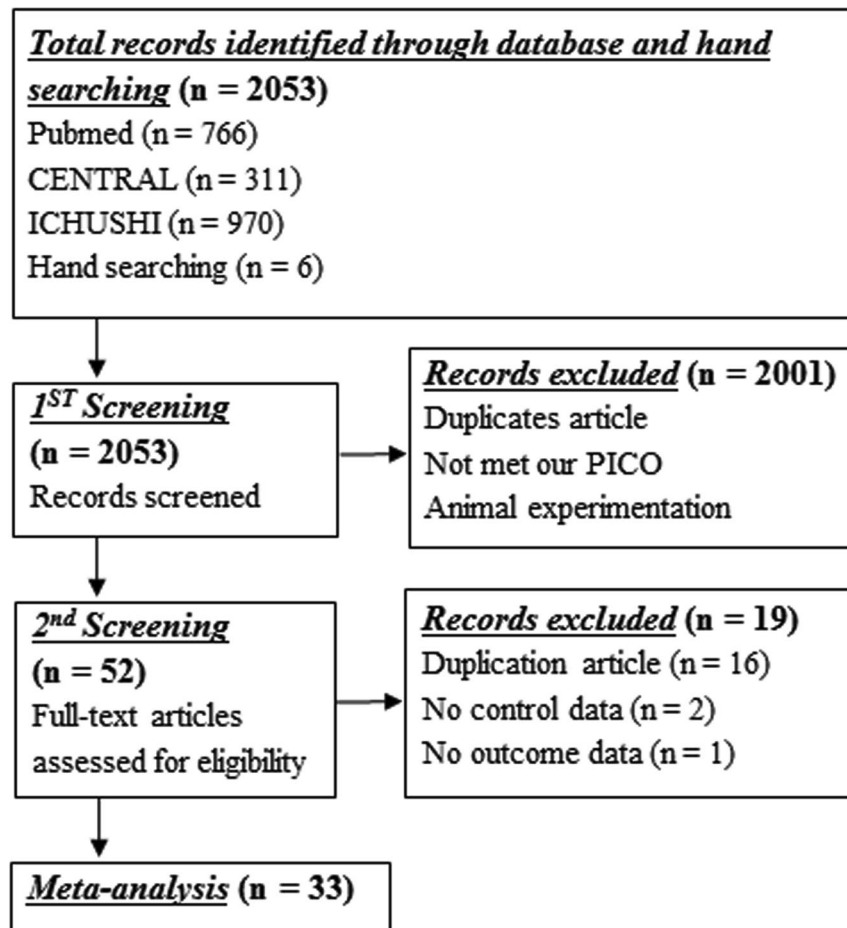 Total records identified through database and hand
searching (n = 2053)
Pubmed (n = 766)
CENTRAL (n = 311)
ICHUSHI (n = 970)
Hand searching (n = 6)
1ST Screening
(n = 2053)
Records screened
Records excluded (n = 2001)
Duplicates article
Not met our PICO
Animal experimentation
2nd Screening
(n = 52)
Full-text articles
assessed for eligibility
Records excluded (n = 19)
Duplication article (n = 16)
No control data (n = 2)
No outcome data (n = 1)
Meta-analysis (n = 33)